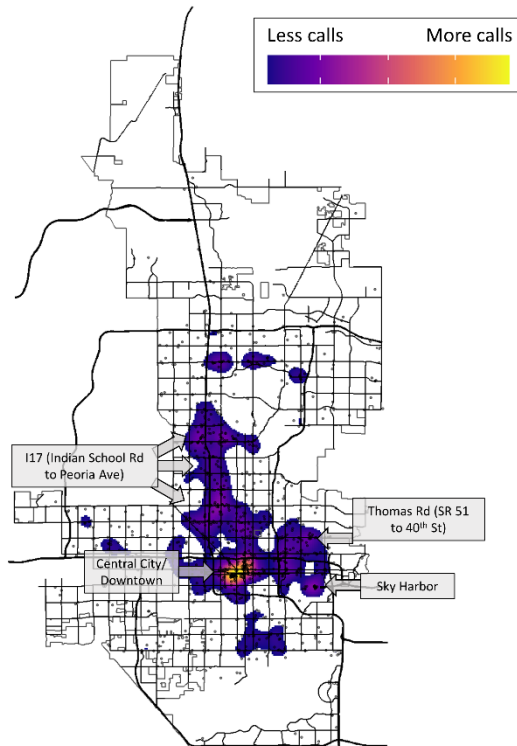 Less calls
More calls
I17 (Indian School Rd
to Peoria Ave)
Thomas Rd (SR 51
to 40th St)
Central City/
Downtown
Sky Harbor